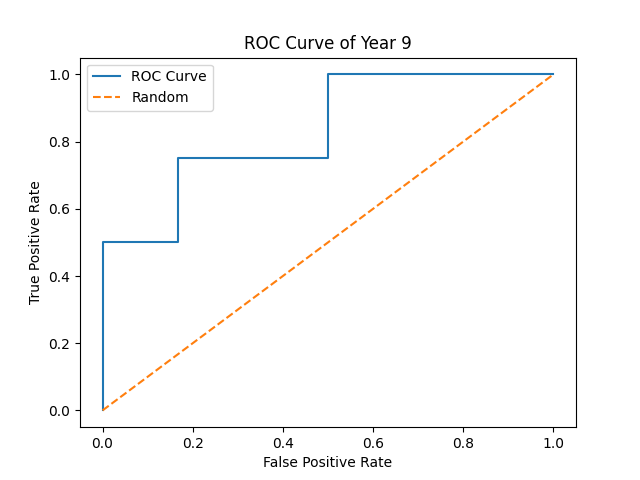 ROC Curve of Year 9
ROC Curve
Random
True Positive Rate
1.0
0.8
0.6
0.4
0.2
0.0
0.0 0.2 0.4 0.6 0.8 1.0
False Positive Rate